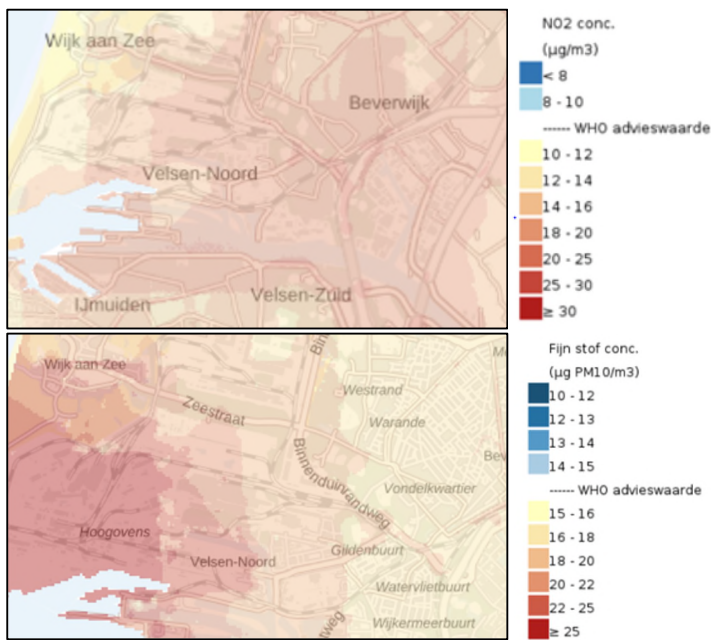 Wijk aan Zee
Beverwijk
Velsen-Noord
IJmuiden
Velsen-Zuid
NO2 conc.
(µg/m3)
< 8
8 - 10
------ WHO advieswaarde
10 - 12
12 - 14
14 - 16
18 - 20
20 - 25
25 - 30
≥ 30
Wijk aan Zee
Zeestraat
Westrand
Warande
Binnenduinrandweg
Vondelkwartier
Hoogovens
Velsen-Noord
Gildenbuurt
Watervlietbuurt
Wijkermeerbuurt
tweg
Bin
Bev
Fijn stof conc.
(µg PM10/m3)
10 - 12
12 - 13
13 - 14
14 - 15
------ WHO advieswaarde
15 - 16
16 - 18
18 - 20
20 - 22
22 - 25
≥ 25